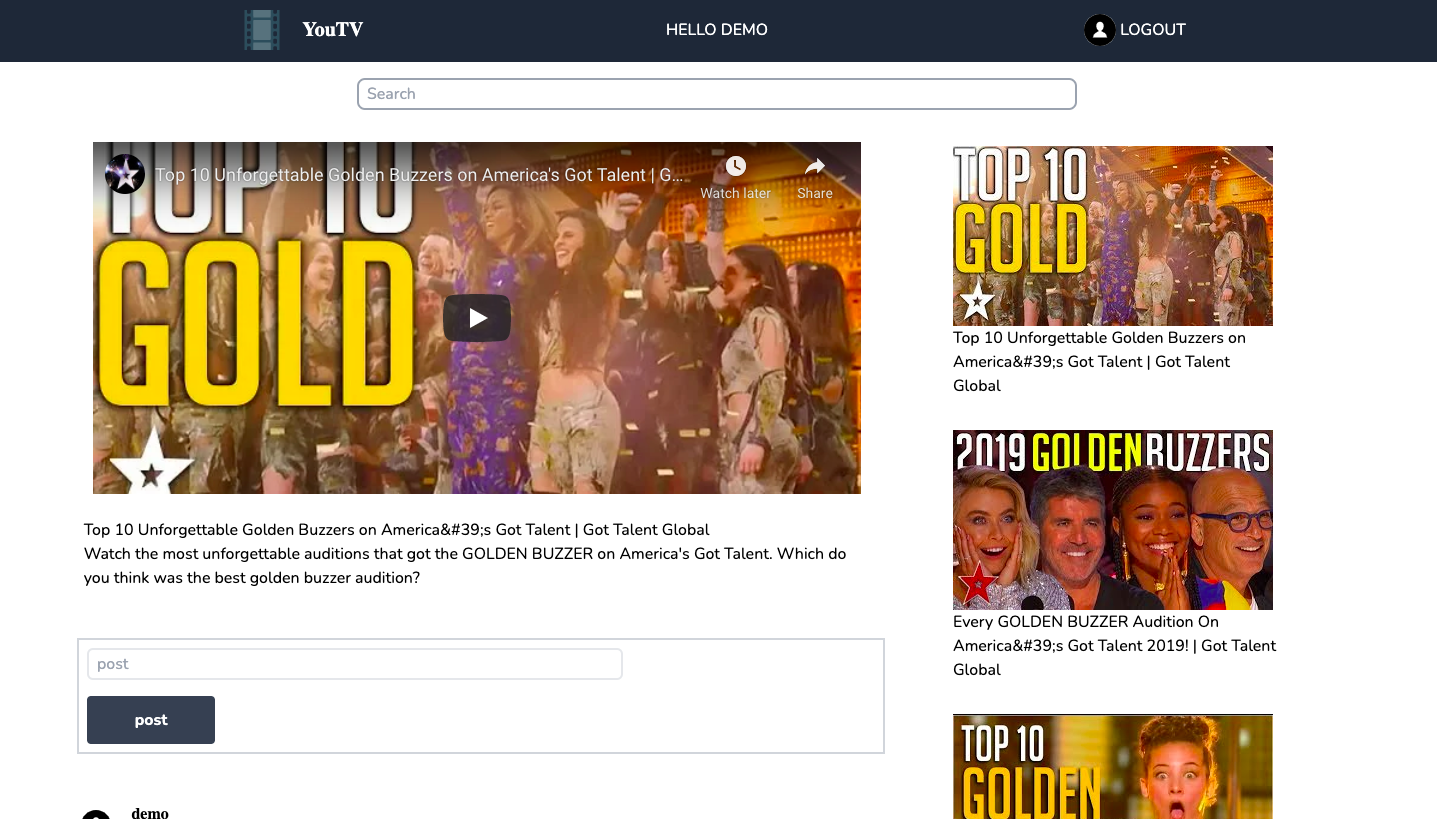 YouTV
HELLO DEMO
LOGOUT
Search
TOP 10
GOLD
Top 10 Unforgettable Golden Buzzers on America's Got Talent | G...
Watch later
Share
Top 10 Unforgettable Golden Buzzers on America&#39;s Got Talent | Got Talent Global
Watch the most unforgettable auditions that got the GOLDEN BUZZER on America's Got Talent. Which do
you think was the best golden buzzer audition?
post
post
demo
TOP 10
GOLD
Top 10 Unforgettable Golden Buzzers on
America&#39;s Got Talent | Got Talent
Global
2019 GOLDEN BUZZERS
Every GOLDEN BUZZER Audition On
America&#39;s Got Talent 2019! | Got Talent
Global
TOP 10
GOLDEN